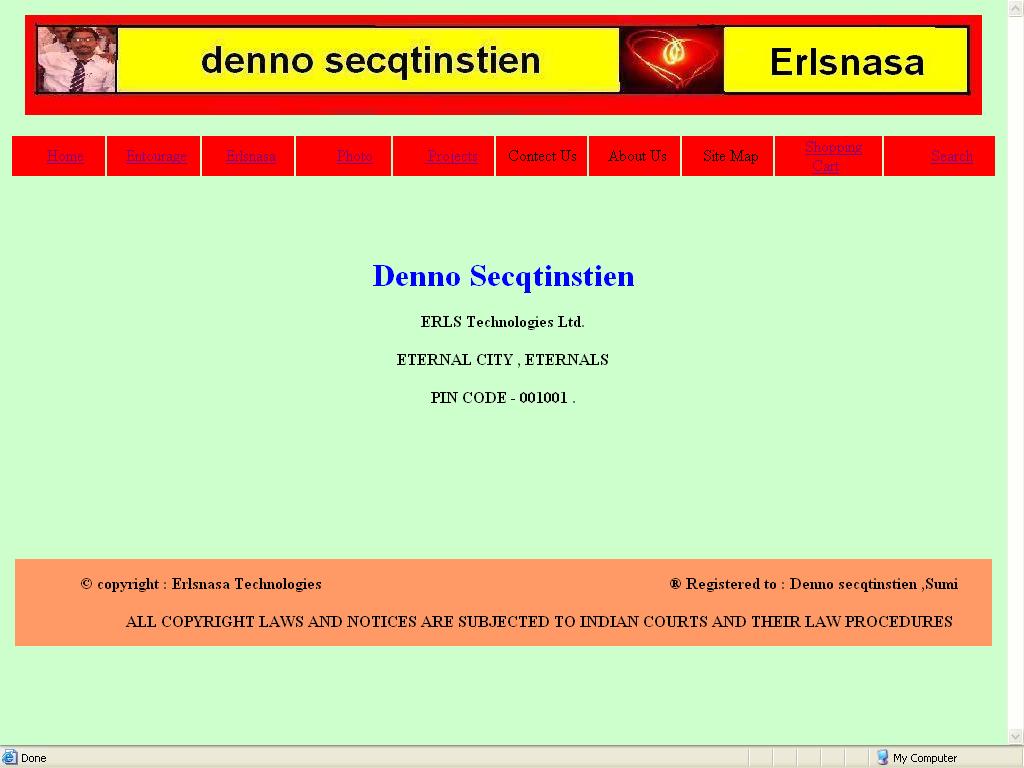 denno secqtinstien Erlsnasa
Home Entourage Erlsnasa Photo Projects Contect Us About Us Site Map Shopping Cart Search
Denno Secqtinstien
ERLS Technologies Ltd.
ETERNAL CITY , ETERNALS
PIN CODE - 001001 .
© copyright : Erlsnasa Technologies ® Registered to : Denno secqtinstien ,Sumi
ALL COPYRIGHT LAWS AND NOTICES ARE SUBJECTED TO INDIAN COURTS AND THEIR LAW PROCEDURES
Done My Computer